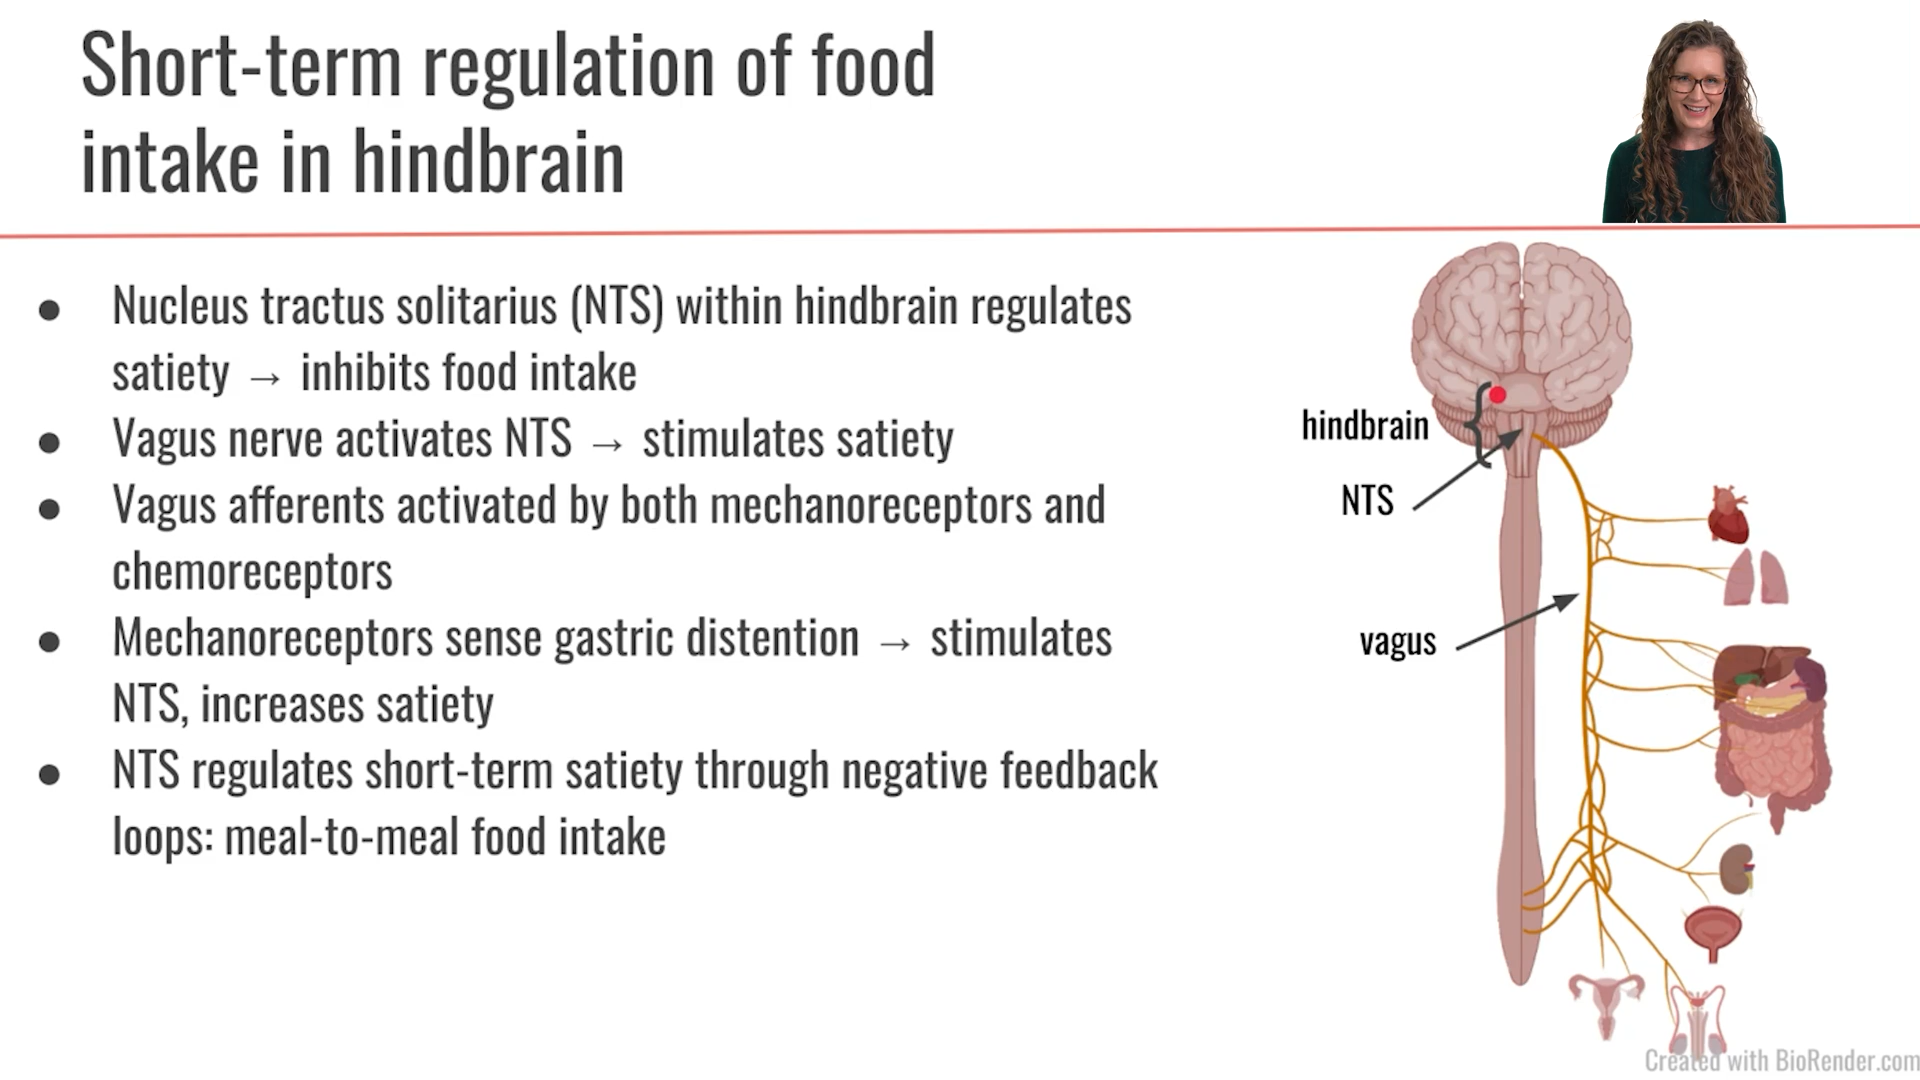 Short-term regulation of food
intake in hindbrain
● Nucleus tractus solitarius (NTS) within hindbrain regulates
satiety → inhibits food intake
● Vagus nerve activates NTS → stimulates satiety
● Vagus afferents activated by both mechanoreceptors and
chemoreceptors
● Mechanoreceptors sense gastric distention → stimulates
NTS, increases satiety
● NTS regulates short-term satiety through negative feedback
loops: meal-to-meal food intake
hindbrain
NTS
vagus
Created with BioRender.com